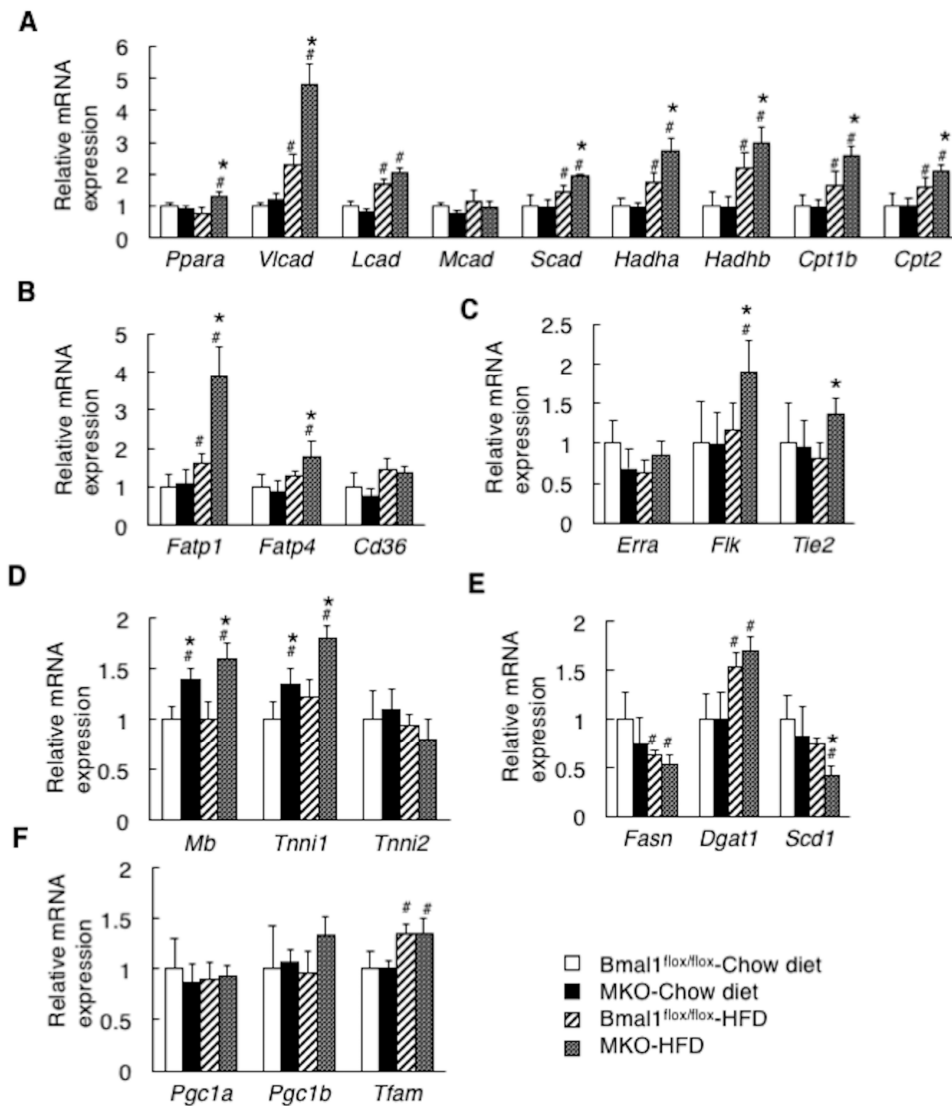 A
Relative mRNA
expression
6
5
4
3
2
1
0
* # # * # # # # * # # * # # * # # * # # * #
Ppara Vlcad Lcad Mcad Scad Hadha Hadhb Cpt1b Cpt2
B
Relative mRNA
expression
5
4
3
2
1
0
# * # * #
Fatp1 Fatp4 Cd36
C
Relative mRNA
expression
2.5
2
1.5
1
0.5
0
* # *
Erra Flk Tie2
D
Relative mRNA
expression
2
1.5
1
0.5
0
* # * # * # * #
Mb Tnni1 Tnni2
E
Relative mRNA
expression
2
1.5
1
0.5
0
# # # # * #
Fasn Dgat1 Scd1
F
Relative mRNA
expression
2
1.5
1
0.5
0
# #
Pgc1a Pgc1b Tfam
Bmal1flox/flox-Chow diet
MKO-Chow diet
Bmal1flox/flox-HFD
MKO-HFD